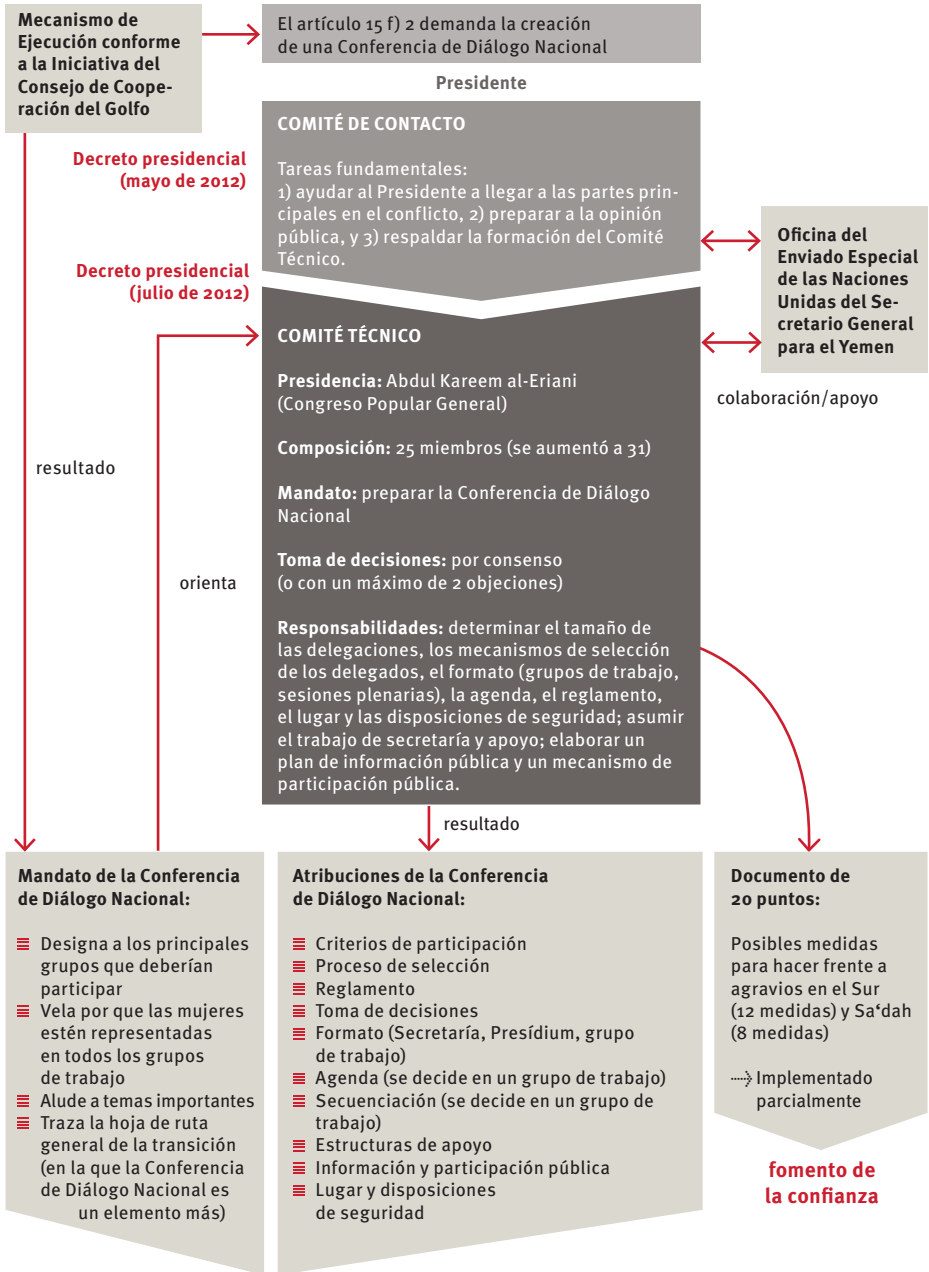 Mecanismo de
Ejecución conforme
a la Iniciativa del
Consejo de Coope-
ración del Golfo
El artículo 15 f) 2 demanda la creación
de una Conferencia de Diálogo Nacional
Presidente
Decreto presidencial
(mayo de 2012)
COMITÉ DE CONTACTO
Tareas fundamentales:
1) ayudar al Presidente a llegar a las partes prin-
cipales en el conflicto, 2) preparar a la opinión
pública, y 3) respaldar la formación del Comité
Técnico.
Oficina del
Enviado Especial
de las Naciones
Unidas del Se-
cretario General
para el Yemen
colaboración/apoyo
Decreto presidencial
(julio de 2012)
COMITÉ TÉCNICO
Presidencia: Abdul Kareem al-Eriani
(Congreso Popular General)
Composición: 25 miembros (se aumentó a 31)
Mandato: preparar la Conferencia de Diálogo
Nacional
Toma de decisiones: por consenso
(o con un máximo de 2 objeciones)
Responsabilidades: determinar el tamaño de
las delegaciones, los mecanismos de selección
de los delegados, el formato (grupos de trabajo,
sesiones plenarias), la agenda, el reglamento,
el lugar y las disposiciones de seguridad; asumir
el trabajo de secretaría y apoyo; elaborar un
plan de información pública y un mecanismo de
participación pública.
resultado
orienta
resultado
Mandato de la Conferencia
de Diálogo Nacional:
Designa a los principales
grupos que deberían
participar
Vela por que las mujeres
estén representadas
en todos los grupos
de trabajo
Alude a temas importantes
Traza la hoja de ruta
general de la transición
(en la que la Conferencia
de Diálogo Nacional es
un elemento más)
Atribuciones de la Conferencia
de Diálogo Nacional:
Criterios de participación
Proceso de selección
Reglamento
Toma de decisiones
Formato (Secretaría, Presídium, grupo
de trabajo)
Agenda (se decide en un grupo de trabajo)
Secuenciación (se decide en un grupo de
trabajo)
Estructuras de apoyo
Información y participación pública
Lugar y disposiciones
de seguridad
Documento de
20 puntos:
Posibles medidas
para hacer frente a
agravios en el Sur
(12 medidas) y Sa‘dah
(8 medidas)
Implementado
parcialmente
fomento de
la confianza